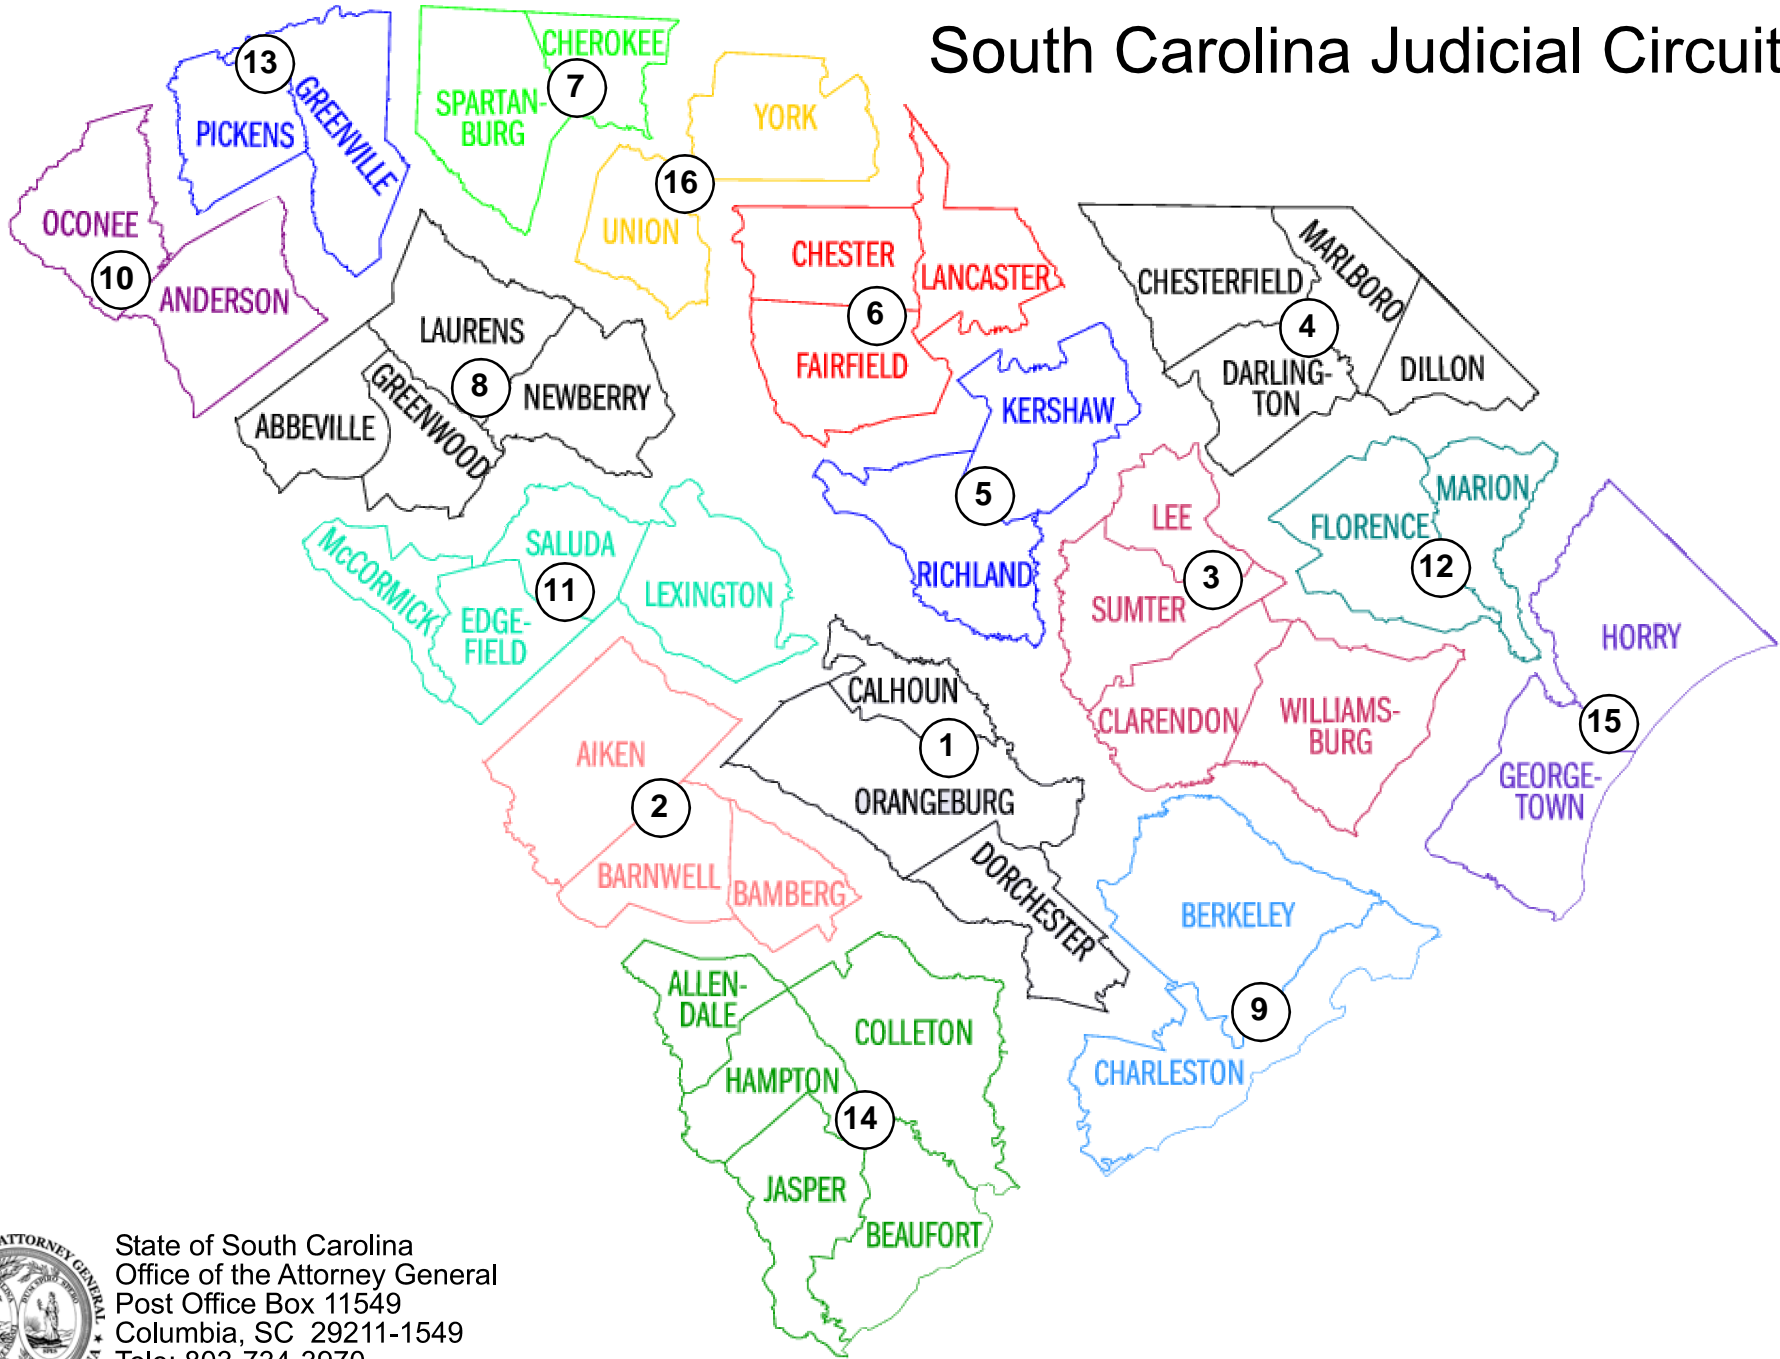 South Carolina Judicial Circuit
13
PICKENS
GREENVILLE
CHEROKEE
7
SPARTAN-
BURG
YORK
16
UNION
OCONEE
10
ANDERSON
LAURENS
8
NEWBERRY
GREENWOOD
ABBEVILLE
CHESTER
LANCASTER
6
FAIRFIELD
CHESTERFIELD
MARLBORO
4
DARLING-
TON
DILLON
KERSHAW
5
RICHLAND
LEE
3
SUMTER
CLARENDON
WILLIAMS-
BURG
MARION
FLORENCE
12
HORRY
15
GEORGE-
TOWN
SALUDA
11
McCORMICK
EDGE-
FIELD
LEXINGTON
AIKEN
2
BARNWELL
BAMBERG
CALHOUN
1
ORANGEBURG
DORCHESTER
BERKELEY
9
CHARLESTON
ALLEN-
DALE
COLLETON
HAMPTON
14
JASPER
BEAUFORT
ATTORNEY GENERAL
State of South Carolina
Office of the Attorney General
Post Office Box 11549
Columbia, SC 29211-1549